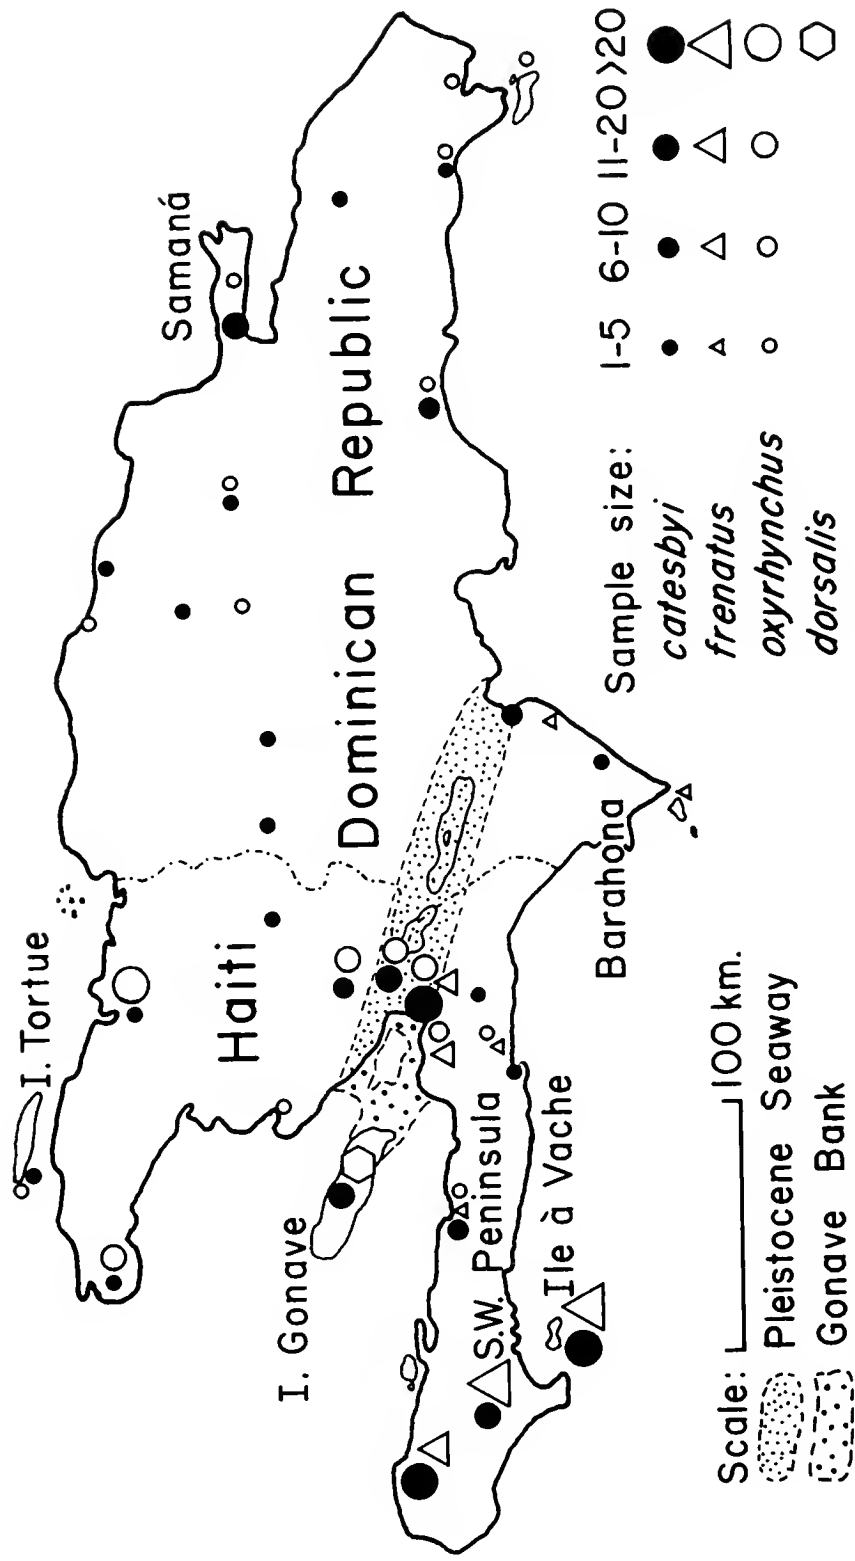 I. Tortue
Samaná
Haiti
Dominican Republic
I. Gonave
S.W. Peninsula
Ile à Vache
Barahona
Sample size: 1-5 6-10 11-20 >20
catesbyi
frenatus
oxyrhynchus
dorsalis
Scale: 100 km.
Pleistocene Seaway
Gonave Bank